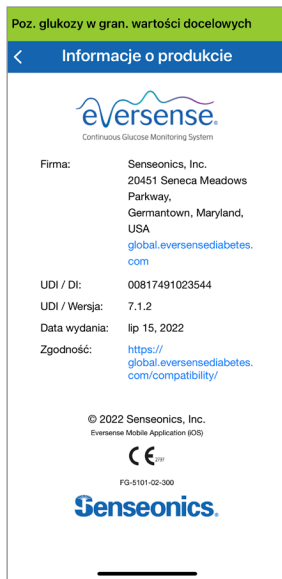 Poz. glukozy w gran. wartości docelowych
Informacje o produkcie
eversense.
Continuous Glucose Monitoring System
Firma: Senseonics, Inc.
20451 Seneca Meadows
Parkway,
Germantown, Maryland,
USA
global.eversensediabetes.
com
UDI / DI: 00817491023544
UDI / Wersja: 7.1.2
Data wydania: lip 15, 2022
Zgodność: https://
global.eversensediabetes.
com/compatibility/
© 2022 Senseonics, Inc.
Eversense Mobile Application (iOS)
CE
FG-5101-02-300
Senseonics.